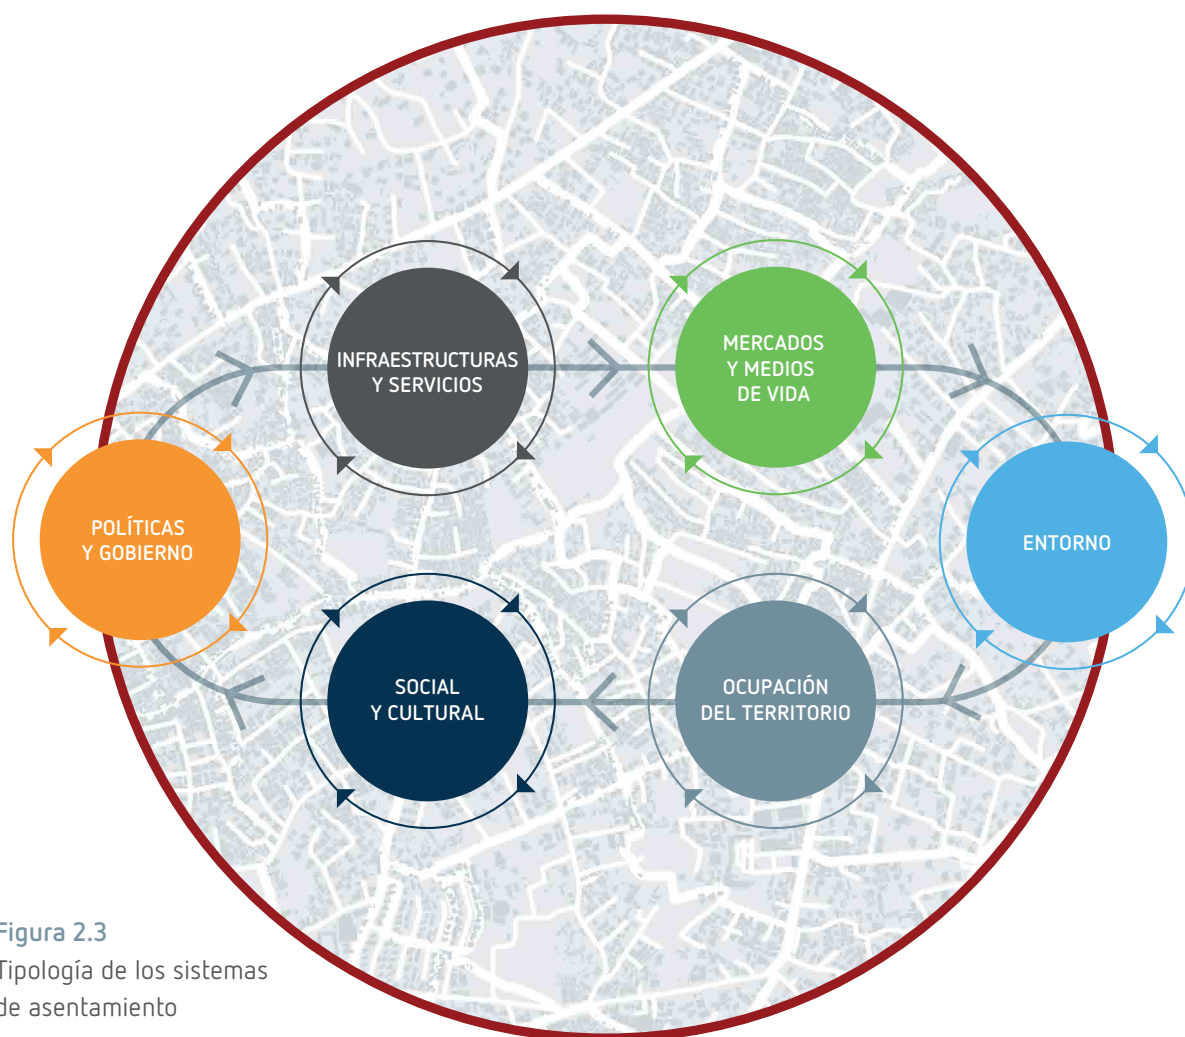 INFRAESTRUCTURAS
Y SERVICIOS
MERCADOS
Y MEDIOS
DE VIDA
POLÍTICAS
Y GOBIERNO
ENTORNO
SOCIAL
Y CULTURAL
OCUPACIÓN
DEL TERRITORIO
Figura 2.3
Tipología de los sistemas
de asentamiento